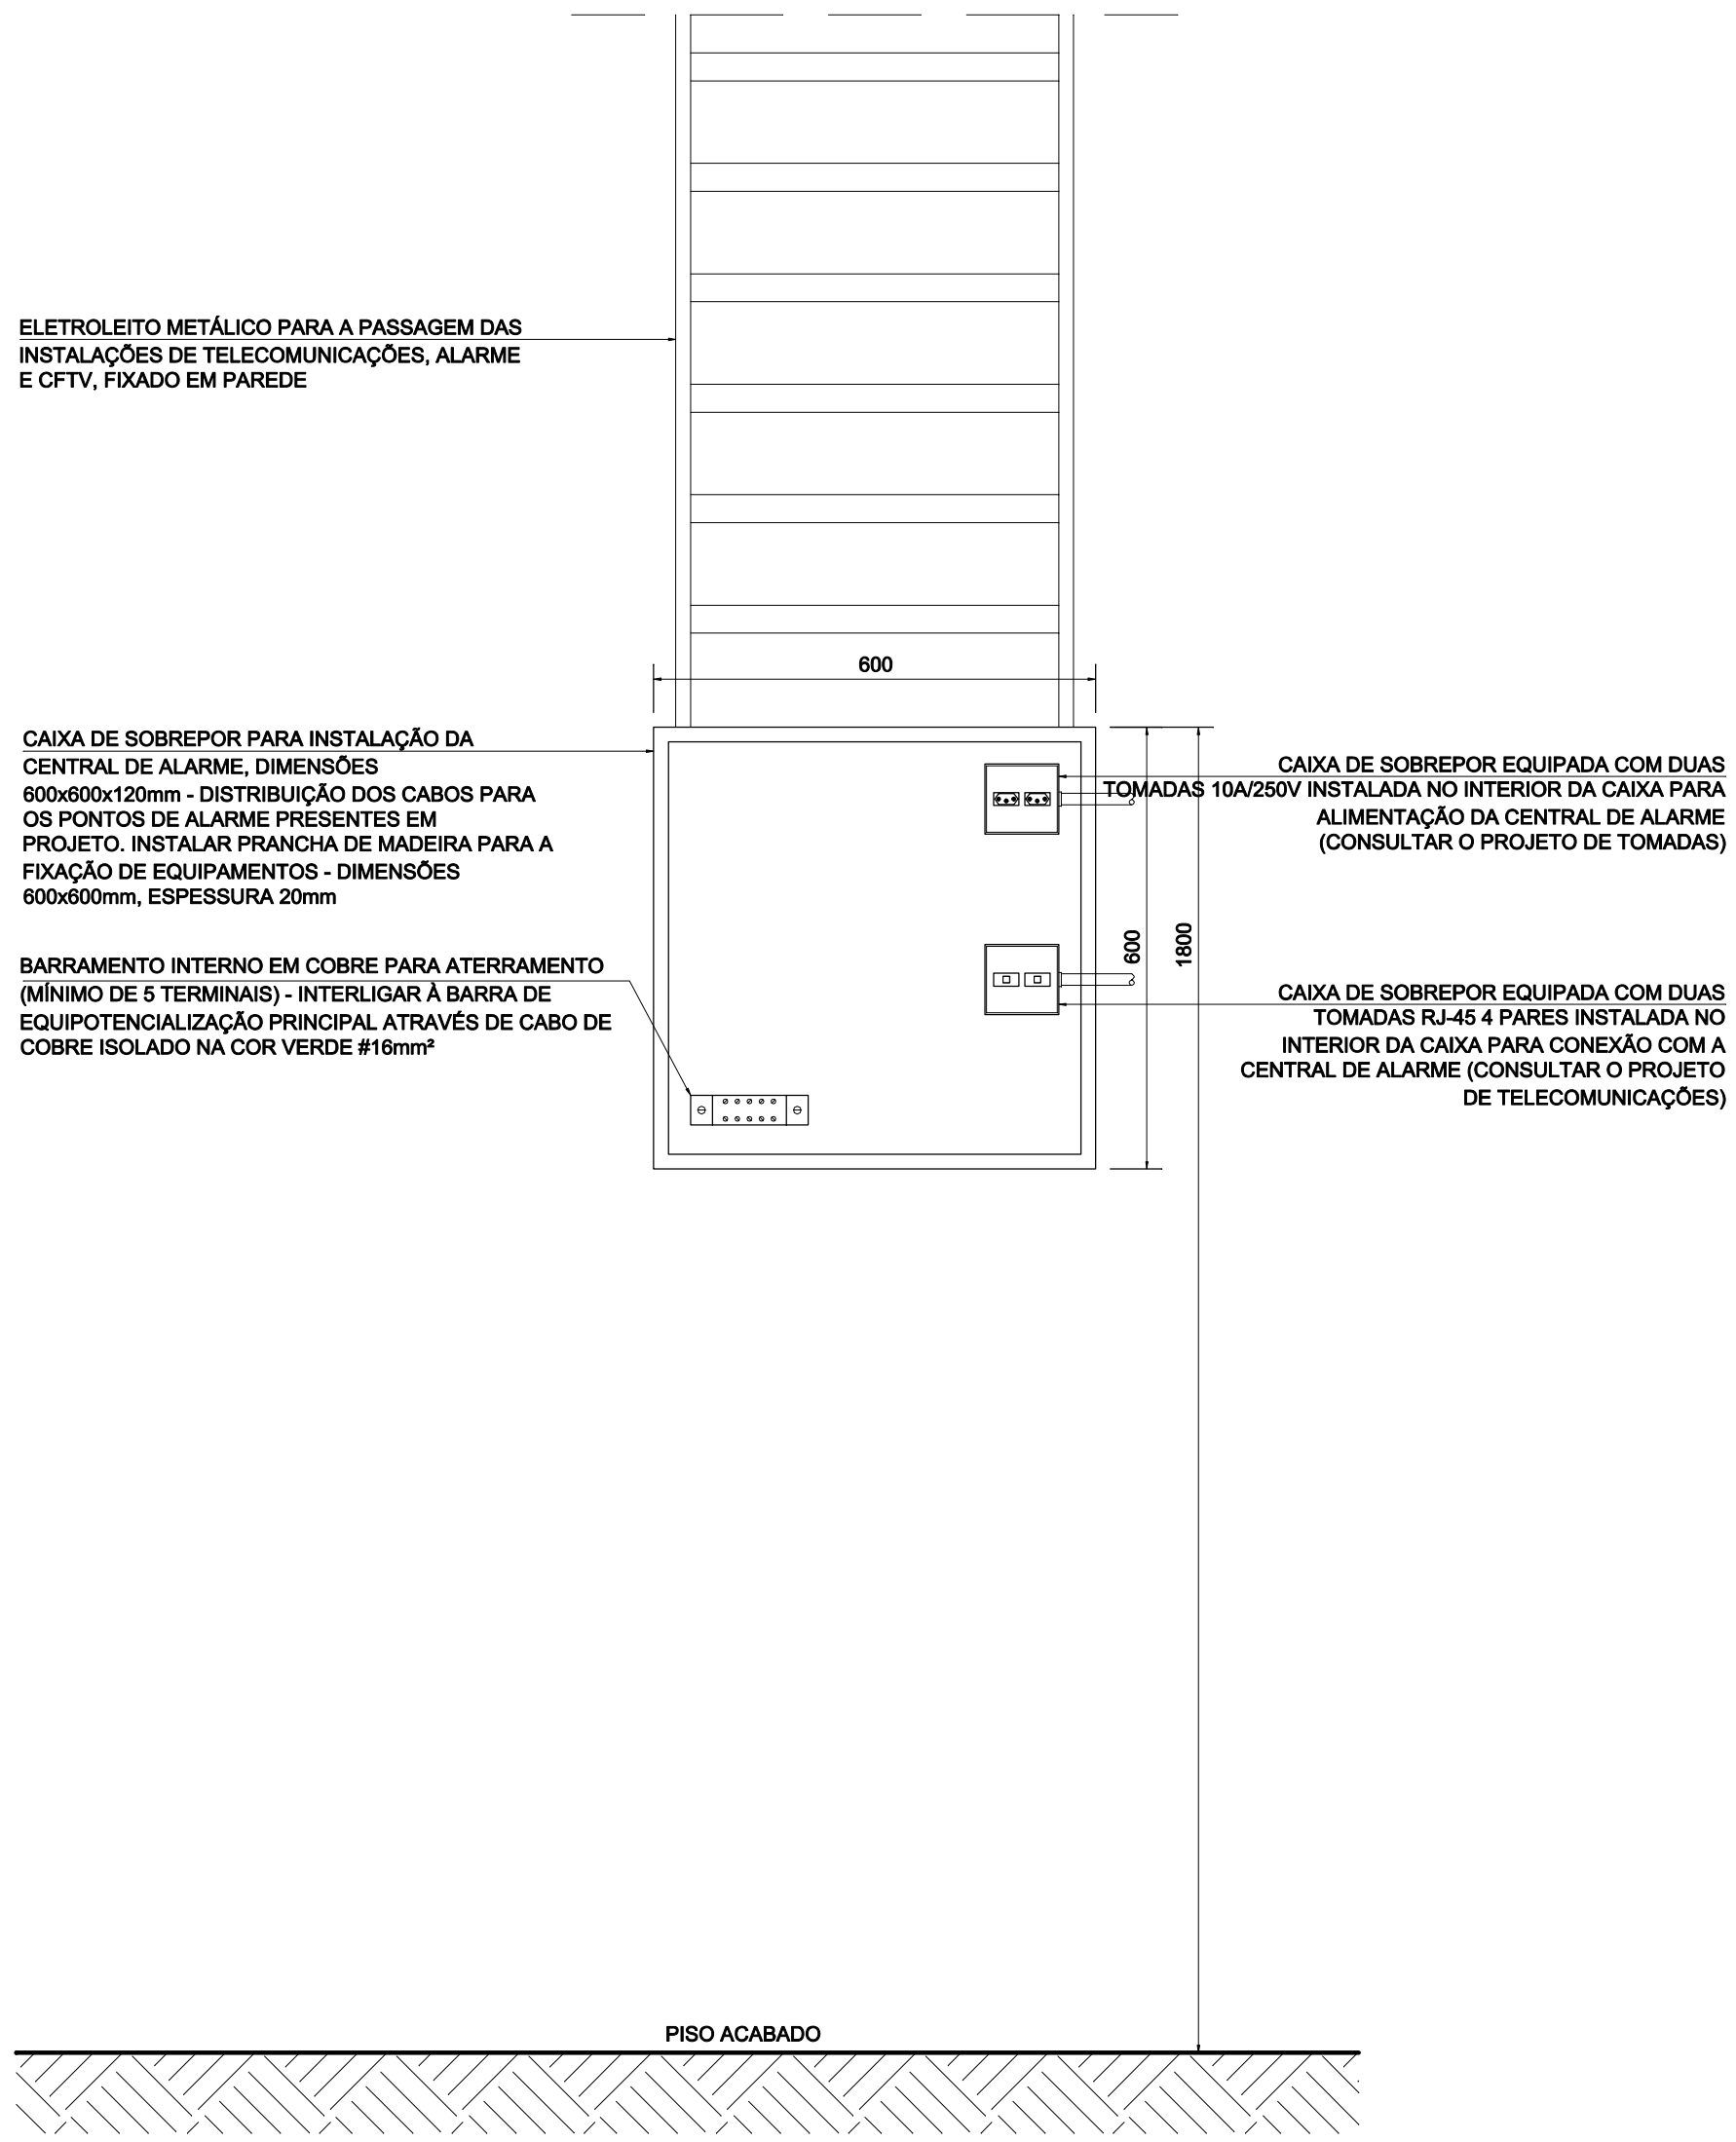 ELETROLEITO METÁLICO PARA A PASSAGEM DAS
INSTALAÇÕES DE TELECOMUNICAÇÕES, ALARME
E CFTV, FIXADO EM PAREDE
600
CAIXA DE SOBREPOR PARA INSTALAÇÃO DA
CENTRAL DE ALARME, DIMENSÕES
600x600x120mm - DISTRIBUIÇÃO DOS CABOS PARA
OS PONTOS DE ALARME PRESENTES EM
PROJETO. INSTALAR PRANCHA DE MADEIRA PARA A
FIXAÇÃO DE EQUIPAMENTOS - DIMENSÕES
600x600mm, ESPESSURA 20mm
CAIXA DE SOBREPOR EQUIPADA COM DUAS
TOMADAS 10A/250V INSTALADA NO INTERIOR DA CAIXA PARA
ALIMENTAÇÃO DA CENTRAL DE ALARME
(CONSULTAR O PROJETO DE TOMADAS)
600
1800
BARRAMENTO INTERNO EM COBRE PARA ATERRAMENTO
(MÍNIMO DE 5 TERMINAIS) - INTERLIGAR À BARRA DE
EQUIPOTENCIALIZAÇÃO PRINCIPAL ATRAVÉS DE CABO DE
COBRE ISOLADO NA COR VERDE #16mm²
CAIXA DE SOBREPOR EQUIPADA COM DUAS
TOMADAS RJ-45 4 PARES INSTALADA NO
INTERIOR DA CAIXA PARA CONEXÃO COM A
CENTRAL DE ALARME (CONSULTAR O PROJETO
DE TELECOMUNICAÇÕES)
PISO ACABADO